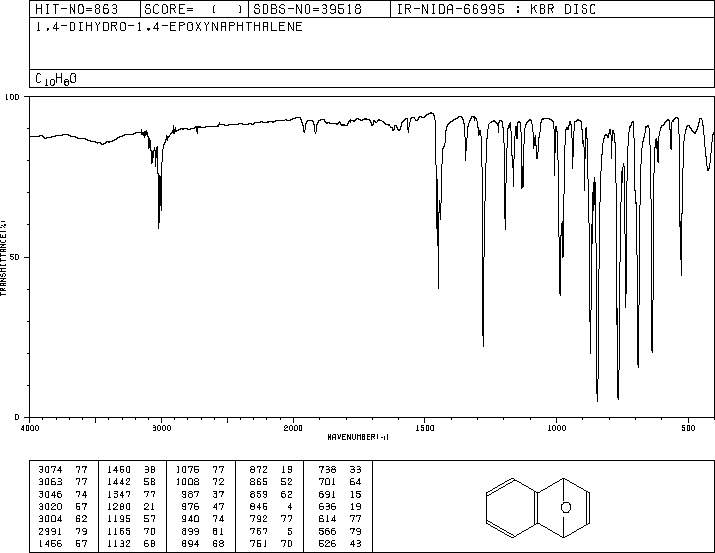 HIT-NO=863 SCORE= ( ) SDBS-NO=39518 IR-NIDA-66995 : KBR DISC
1,4-DIHYDRO-1,4-EPOXYNAPHTHALENE
C10H8O
100
50
0
TRANSMITTANCE(%)
4000 3000 2000 1500 1000 500
WAVENUMBER(-1)
3074 77 1450 38 1076 77 872 19 738 33
3063 77 1442 58 1008 72 865 52 701 64
3046 74 1347 77 987 37 859 62 691 15
3020 57 1280 21 976 47 845 4 636 19
3004 62 1195 57 940 74 792 77 614 77
2991 79 1165 70 899 81 767 5 566 79
1456 57 1132 68 894 68 751 70 526 43
O